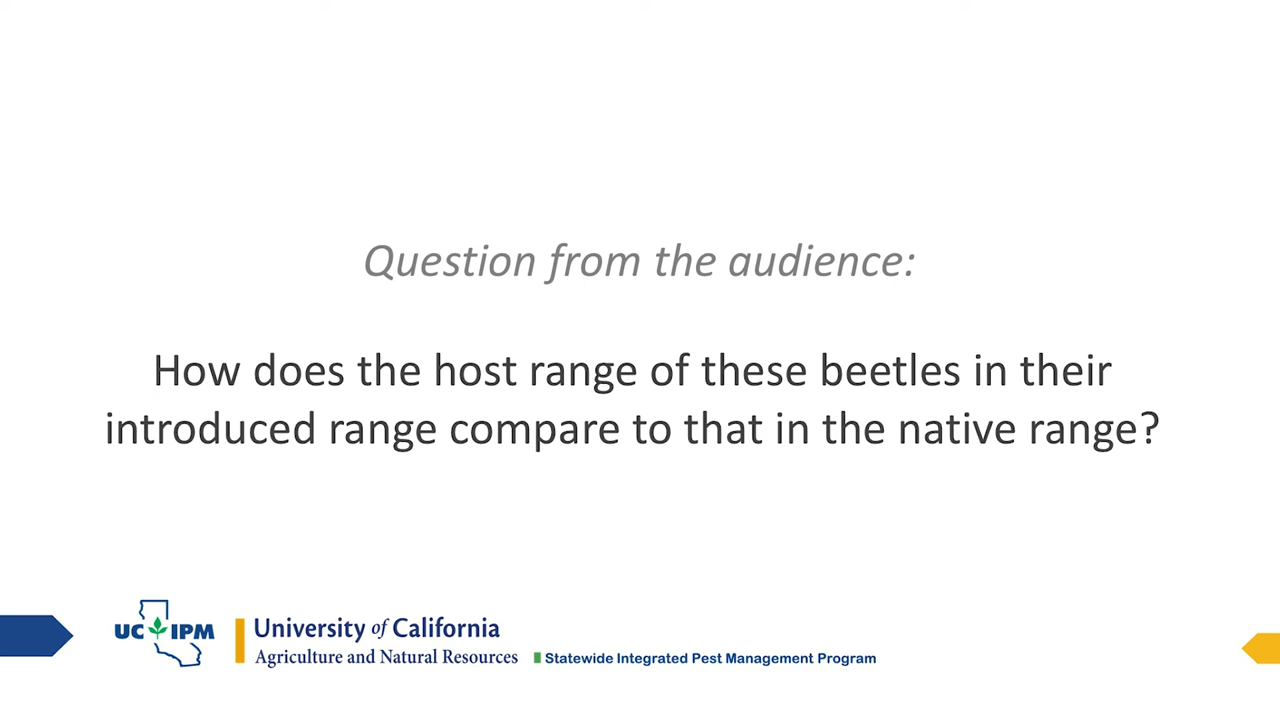 Question from the audience:
How does the host range of these beetles in their
introduced range compare to that in the native range?
UC IPM
University of California
Agriculture and Natural Resources
Statewide Integrated Pest Management Program